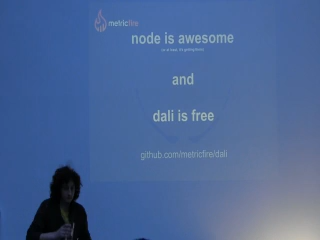 metricfire
node is awesome
and
dali is free
github.com/metricfire/dali